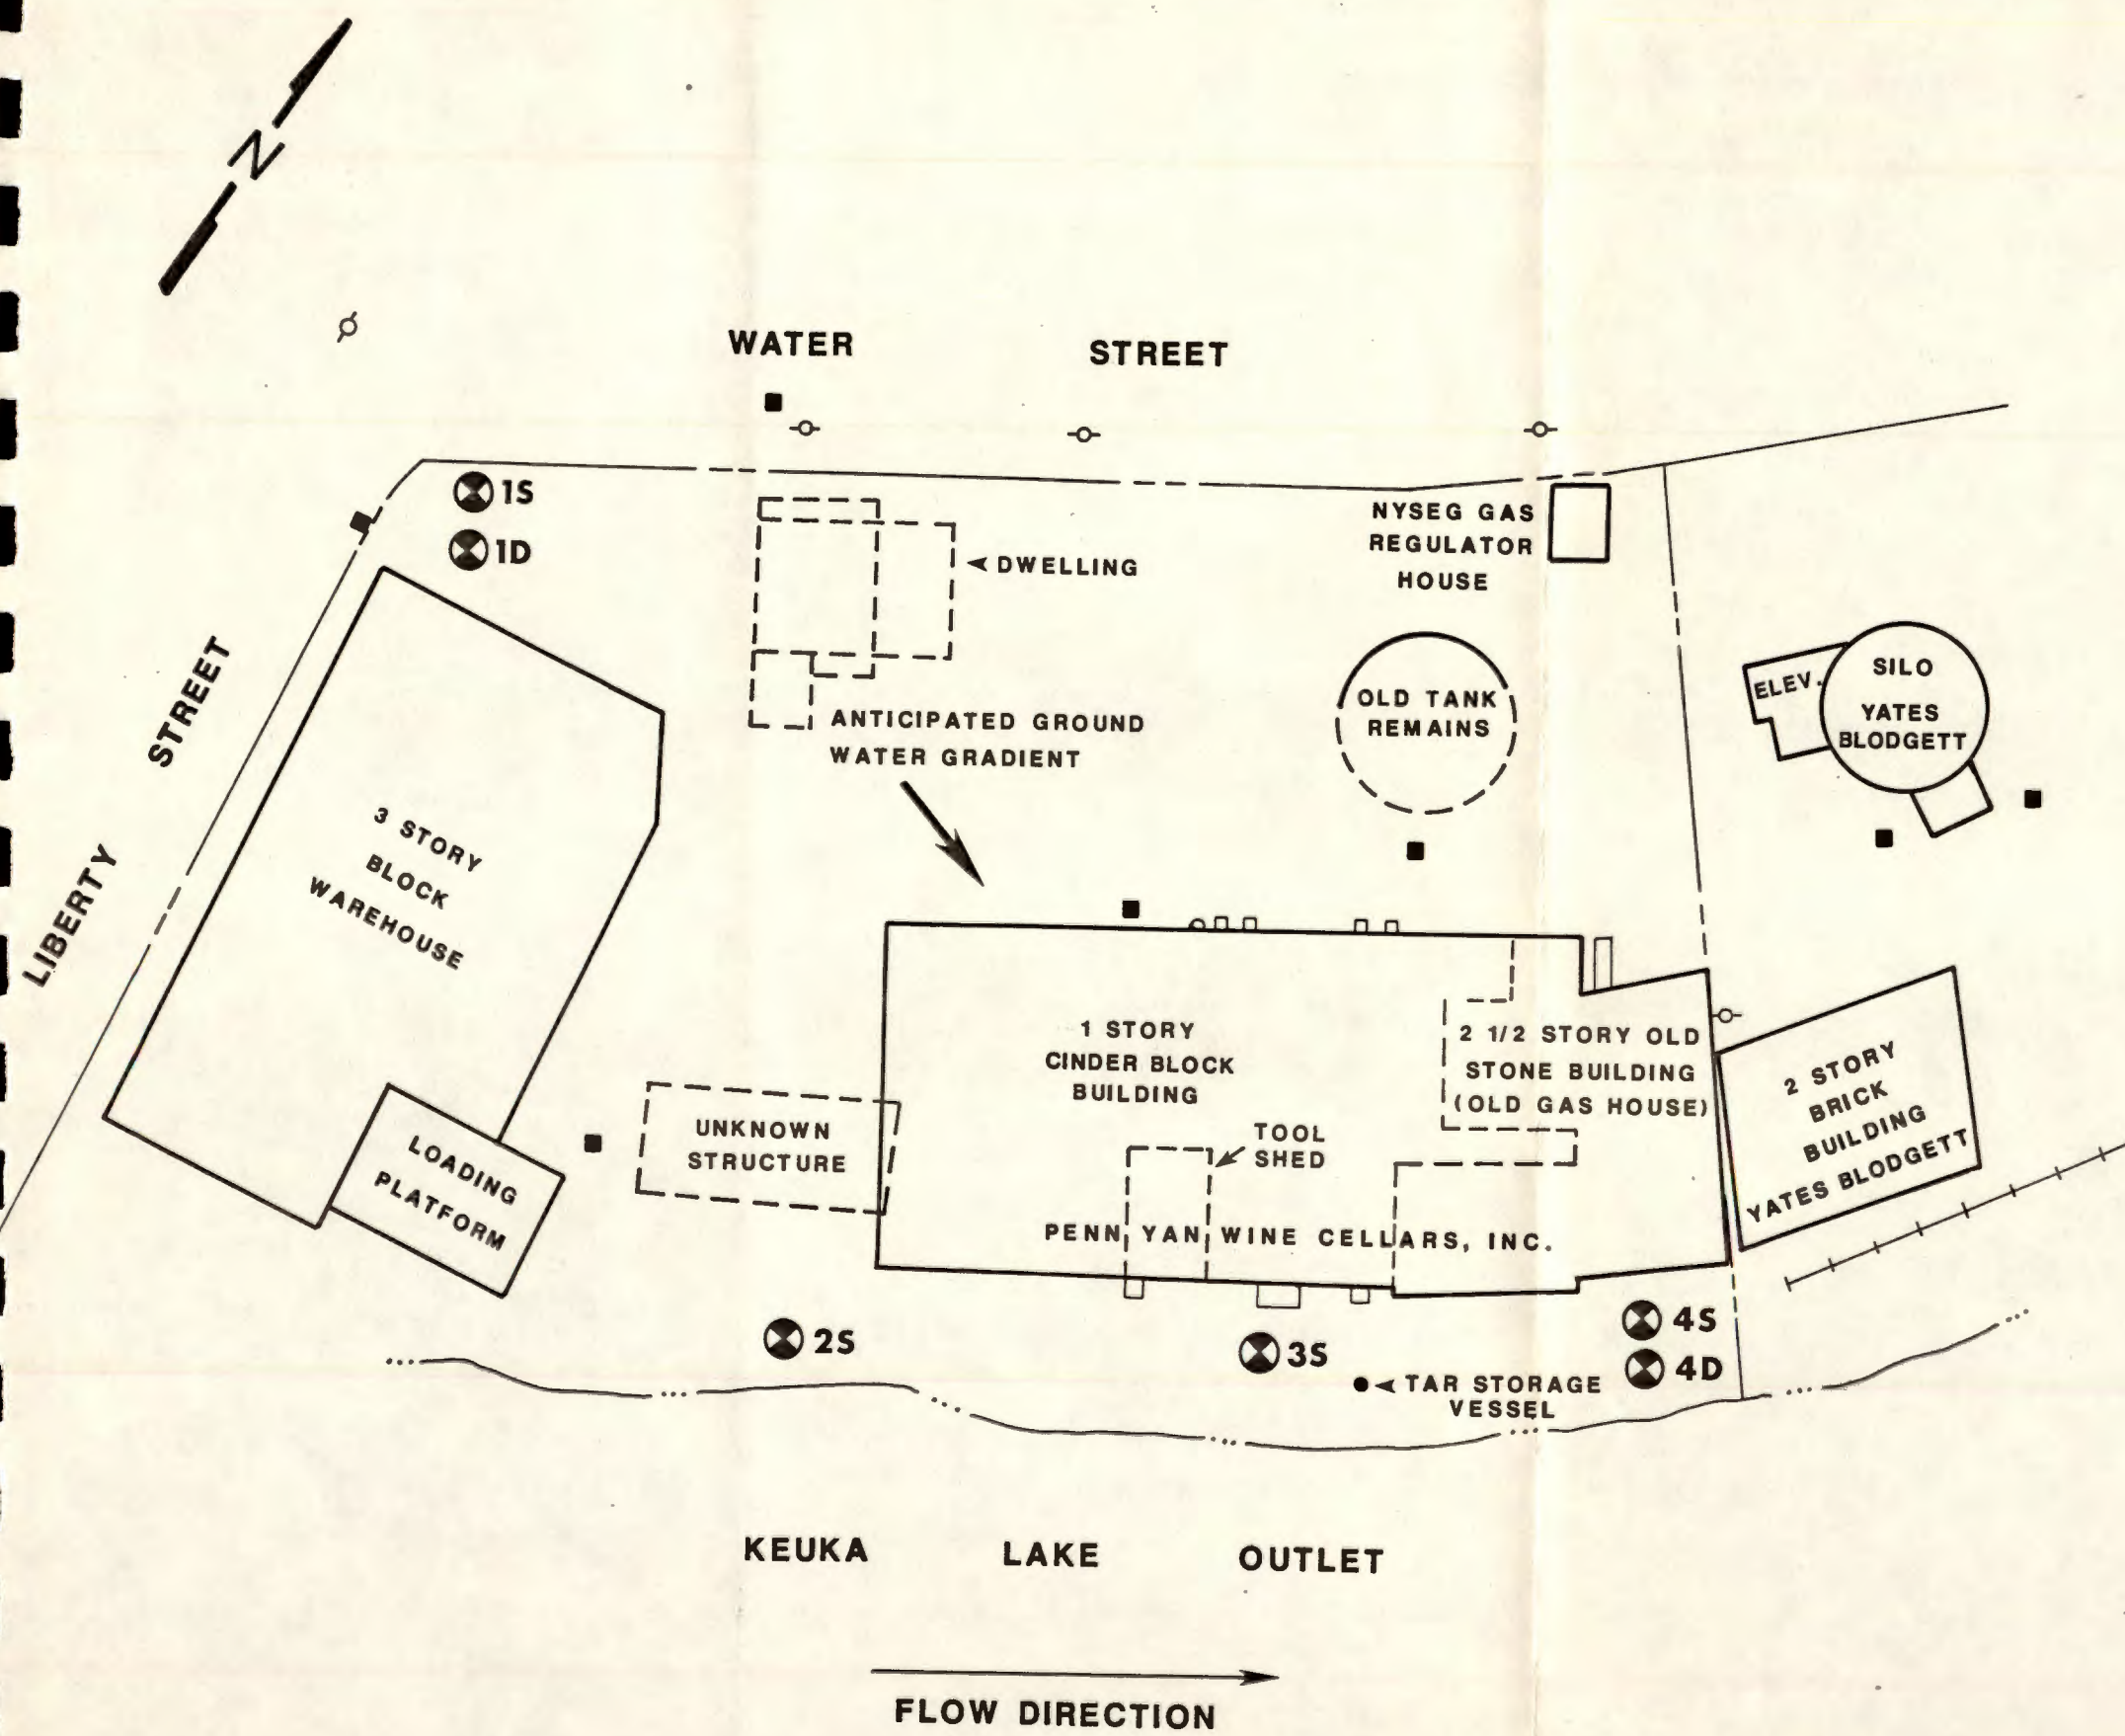 N
WATER STREET
1S
1D
NYSEG GAS
REGULATOR
HOUSE
DWELLING
LIBERTY STREET
OLD TANK
REMAINS
ELEV.
SILO
YATES
BLODGETT
ANTICIPATED GROUND
WATER GRADIENT
3 STORY
BLOCK
WAREHOUSE
1 STORY
CINDER BLOCK
BUILDING
2 1/2 STORY OLD
STONE BUILDING
(OLD GAS HOUSE)
2 STORY
BRICK
BUILDING
YATES BLODGETT
LOADING
PLATFORM
UNKNOWN
STRUCTURE
TOOL
SHED
PENN YAN WINE CELLARS, INC.
2S
3S
4S
4D
TAR STORAGE
VESSEL
KEUKA LAKE OUTLET
FLOW DIRECTION